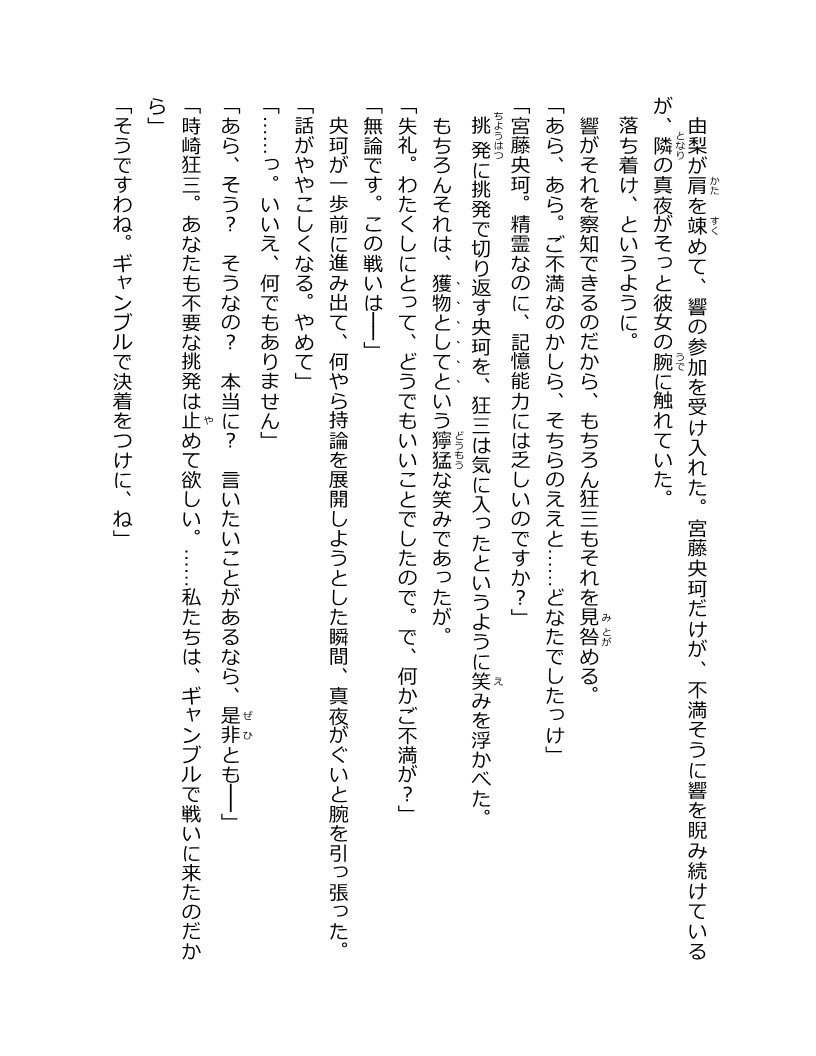 由梨が肩を竦めて、響の参加を受け入れた。宮藤央珂だけが、不満そうに響を睨み続けている
が、隣の真夜がそっと彼女の腕に触れていた。
落ち着け、というように。
響がそれを察知できるのだから、もちろん狂三もそれを見咎める。
「あら、あら。ご不満なのかしら、そちらのええと……どなたでしたっけ」
「宮藤央珂。精霊なのに、記憶能力には乏しいのですか？」
挑発に挑発で切り返す央珂を、狂三は気に入ったというように笑みを浮かべた。
もちろんそれは、獲物としてという獰猛な笑みであったが。
「失礼。わたくしにとって、どうでもいいことでしたので。で、何かご不満が？」
「無論です。この戦いは――」
央珂が一歩前に進み出て、何やら持論を展開しようとした瞬間、真夜がぐいと腕を引っ張った。
「話がややこしくなる。やめて」
「……っ。いいえ、何でもありません」
「あら、そう？　そうなの？　本当に？　言いたいことがあるなら、是非とも――」
「時崎狂三。あなたも不要な挑発は止めて欲しい。……私たちは、ギャンブルで戦いに来たのだか
ら」
「そうですわね。ギャンブルで決着をつけに、ね」